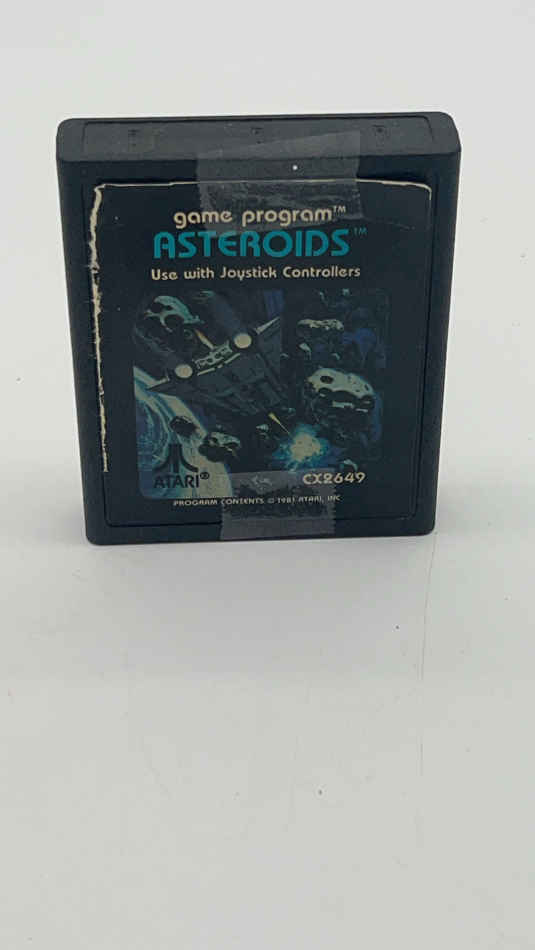 game program™
ASTEROIDS™
Use with Joystick Controllers
ATARI®
CX2649
PROGRAM CONTENTS © 1981 ATARI, INC